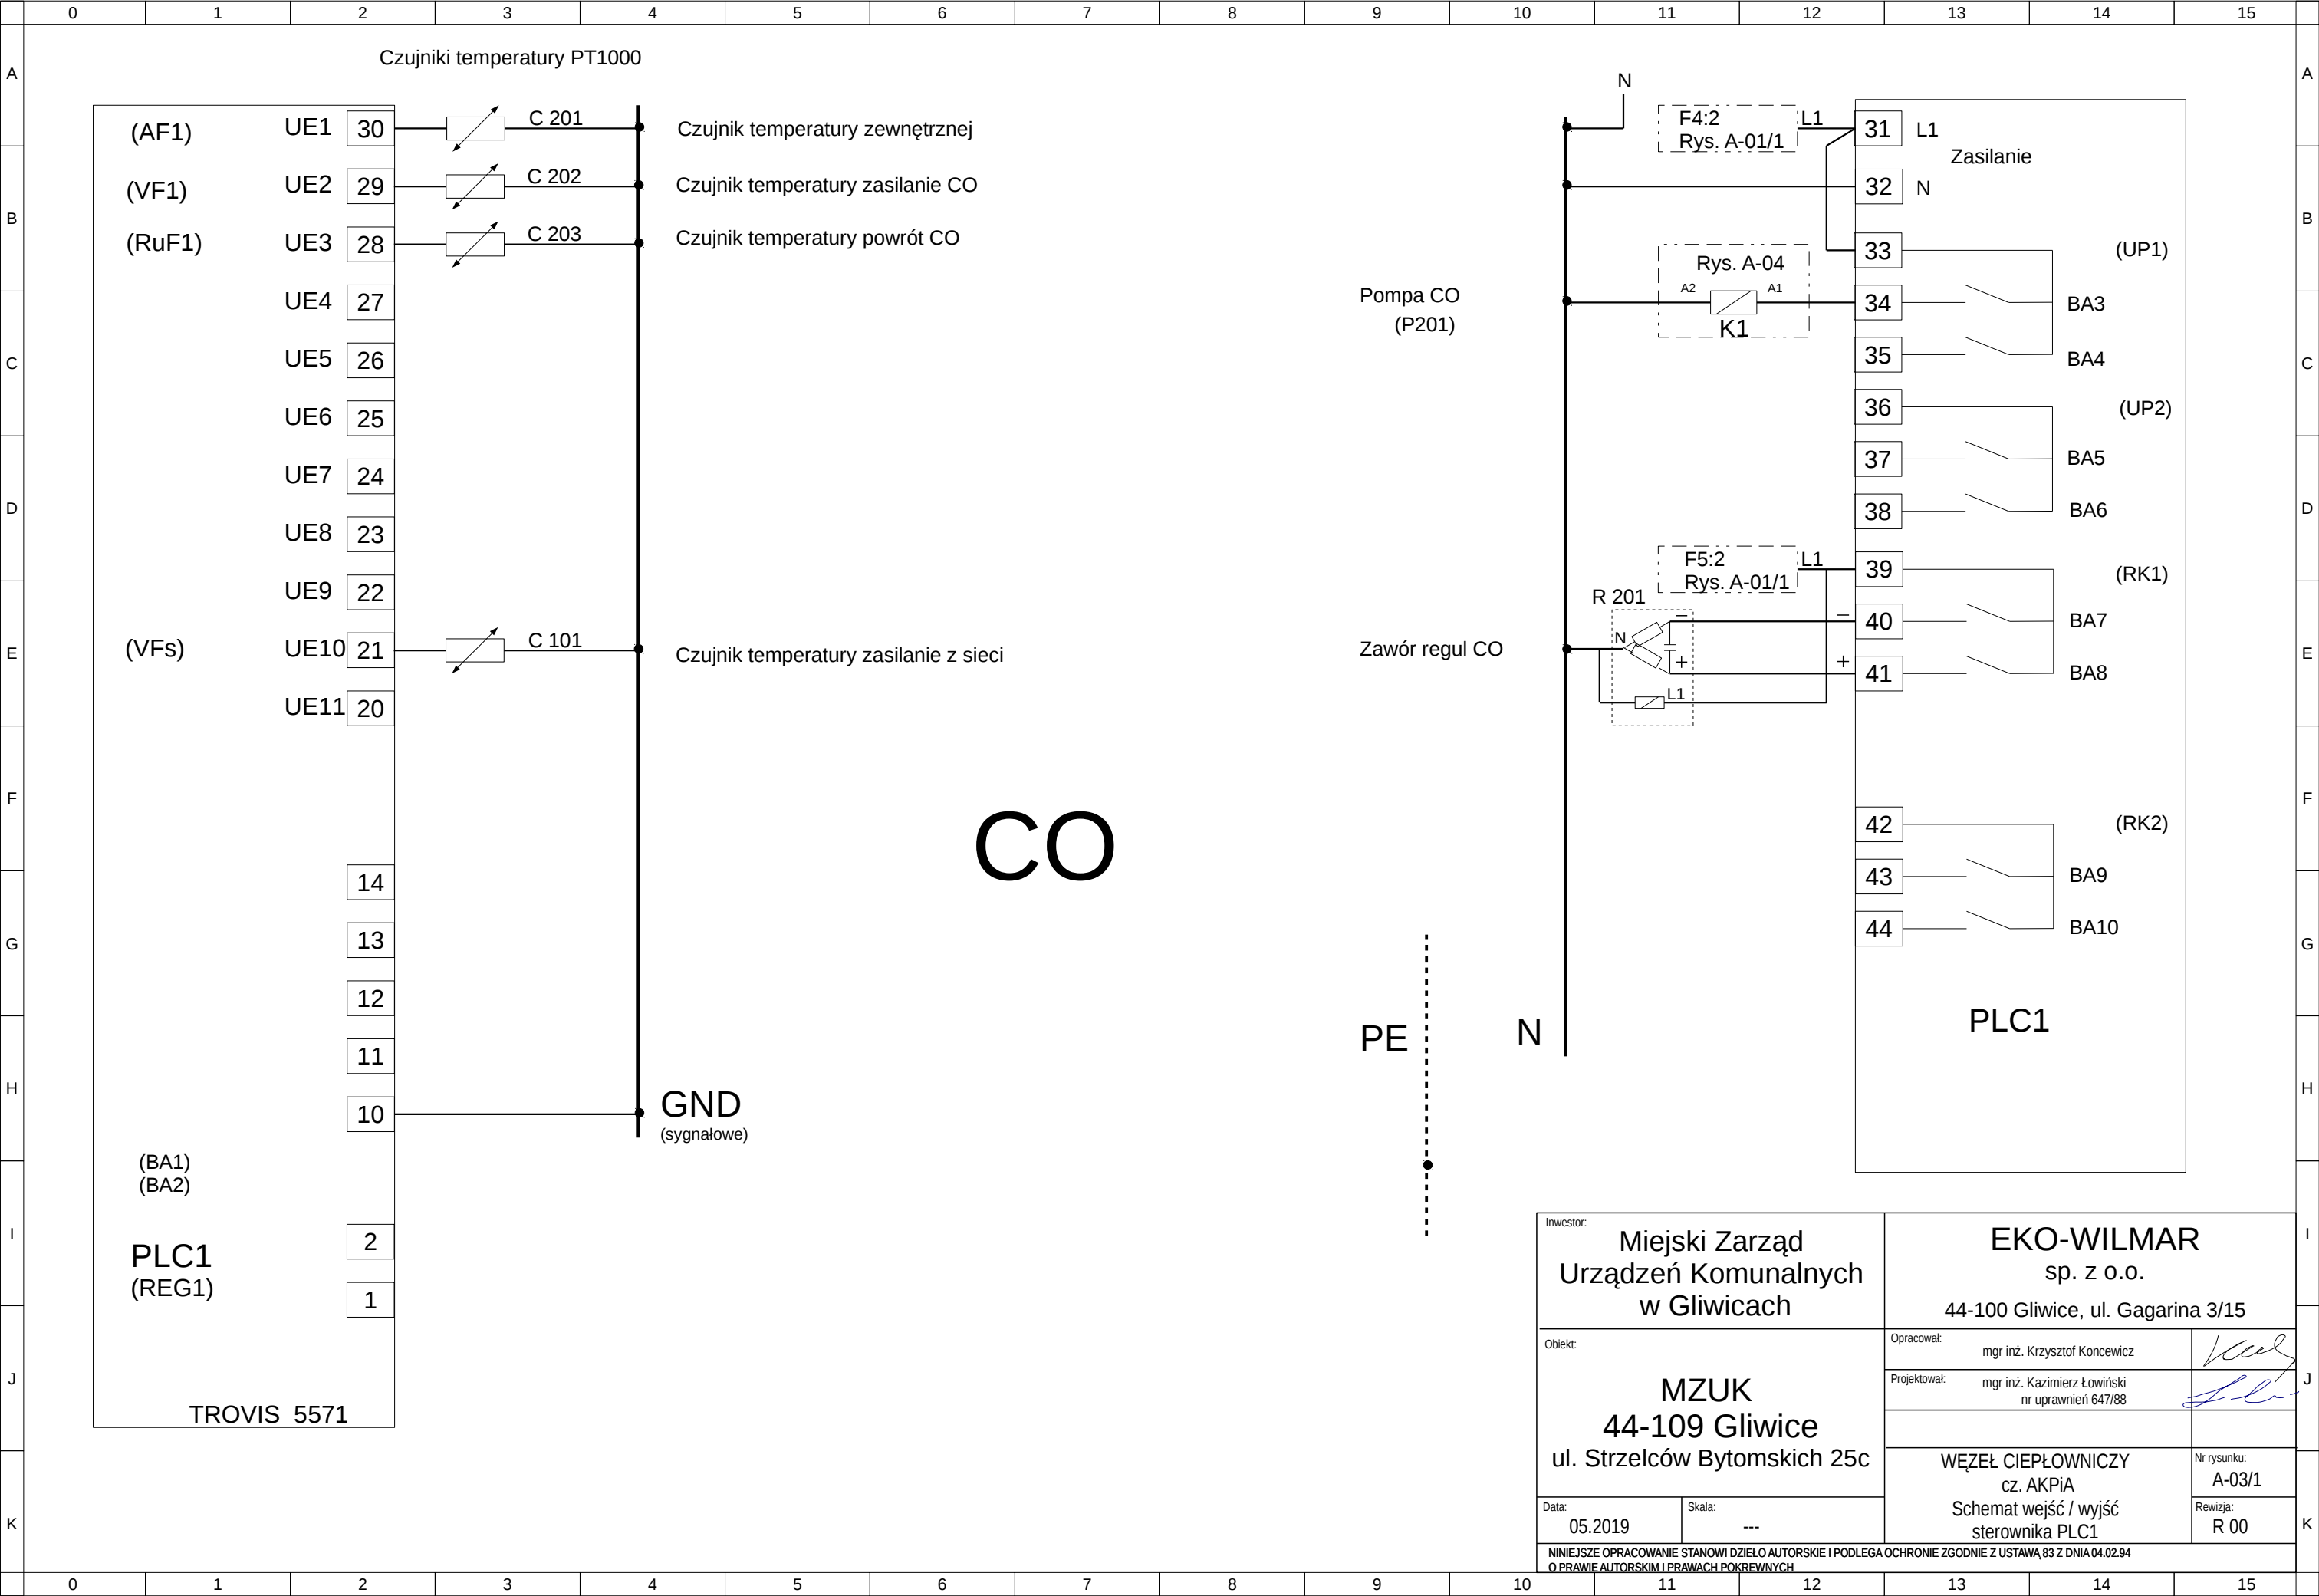 0 1 2 3 4 5 6 7 8 9 10 11 12 13 14 15
A B C D E F G H I J K
Czujniki temperatury PT1000
(AF1) UE1 30 C 201 Czujnik temperatury zewnętrznej
(VF1) UE2 29 C 202 Czujnik temperatury zasilanie CO
(RuF1) UE3 28 C 203 Czujnik temperatury powrót CO
UE4 27
UE5 26
UE6 25
UE7 24
UE8 23
UE9 22
(VFs) UE10 21 C 101 Czujnik temperatury zasilanie z sieci
UE11 20
14
13
12
11
10 GND
(sygnałowe)
(BA1)
(BA2)
2
PLC1
(REG1)
1
TROVIS 5571
CO
N
F4:2 L1 31 L1
Rys. A-01/1
Zasilanie
32 N
33 (UP1)
Rys. A-04
Pompa CO A2 A1 34 BA3
(P201) K1
35 BA4
36 (UP2)
37 BA5
38 BA6
F5:2 L1 39 (RK1)
Rys. A-01/1
R 201
– – 40 BA7
Zawór regul CO N
+ + 41 BA8
L1
42 (RK2)
43 BA9
44 BA10
PE N PLC1
Inwestor:
Miejski Zarząd
Urządzeń Komunalnych
w Gliwicach
EKO-WILMAR
sp. z o.o.
44-100 Gliwice, ul. Gagarina 3/15
Obiekt:
MZUK
44-109 Gliwice
ul. Strzelców Bytomskich 25c
Opracował:
mgr inż. Krzysztof Koncewicz
Projektował: mgr inż. Kazimierz Łowiński
nr uprawnień 647/88
WĘZEŁ CIEPŁOWNICZY
cz. AKPiA
Schemat wejść / wyjść
sterownika PLC1
Nr rysunku:
A-03/1
Data:
05.2019
Skala:
---
Rewizja:
R 00
NINIEJSZE OPRACOWANIE STANOWI DZIEŁO AUTORSKIE I PODLEGA OCHRONIE ZGODNIE Z USTAWĄ 83 Z DNIA 04.02.94
O PRAWIE AUTORSKIM I PRAWACH POKREWNYCH
A B C D E F G H I J K
0 1 2 3 4 5 6 7 8 9 10 11 12 13 14 15